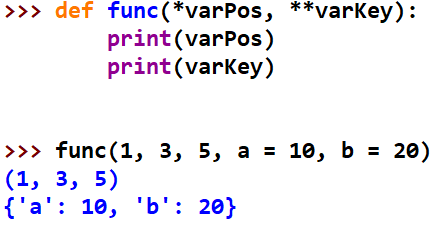 >>> def func(*varPos, **varKey):
        print(varPos)
        print(varKey)
>>> func(1, 3, 5, a = 10, b = 20)
(1, 3, 5)
{'a': 10, 'b': 20}